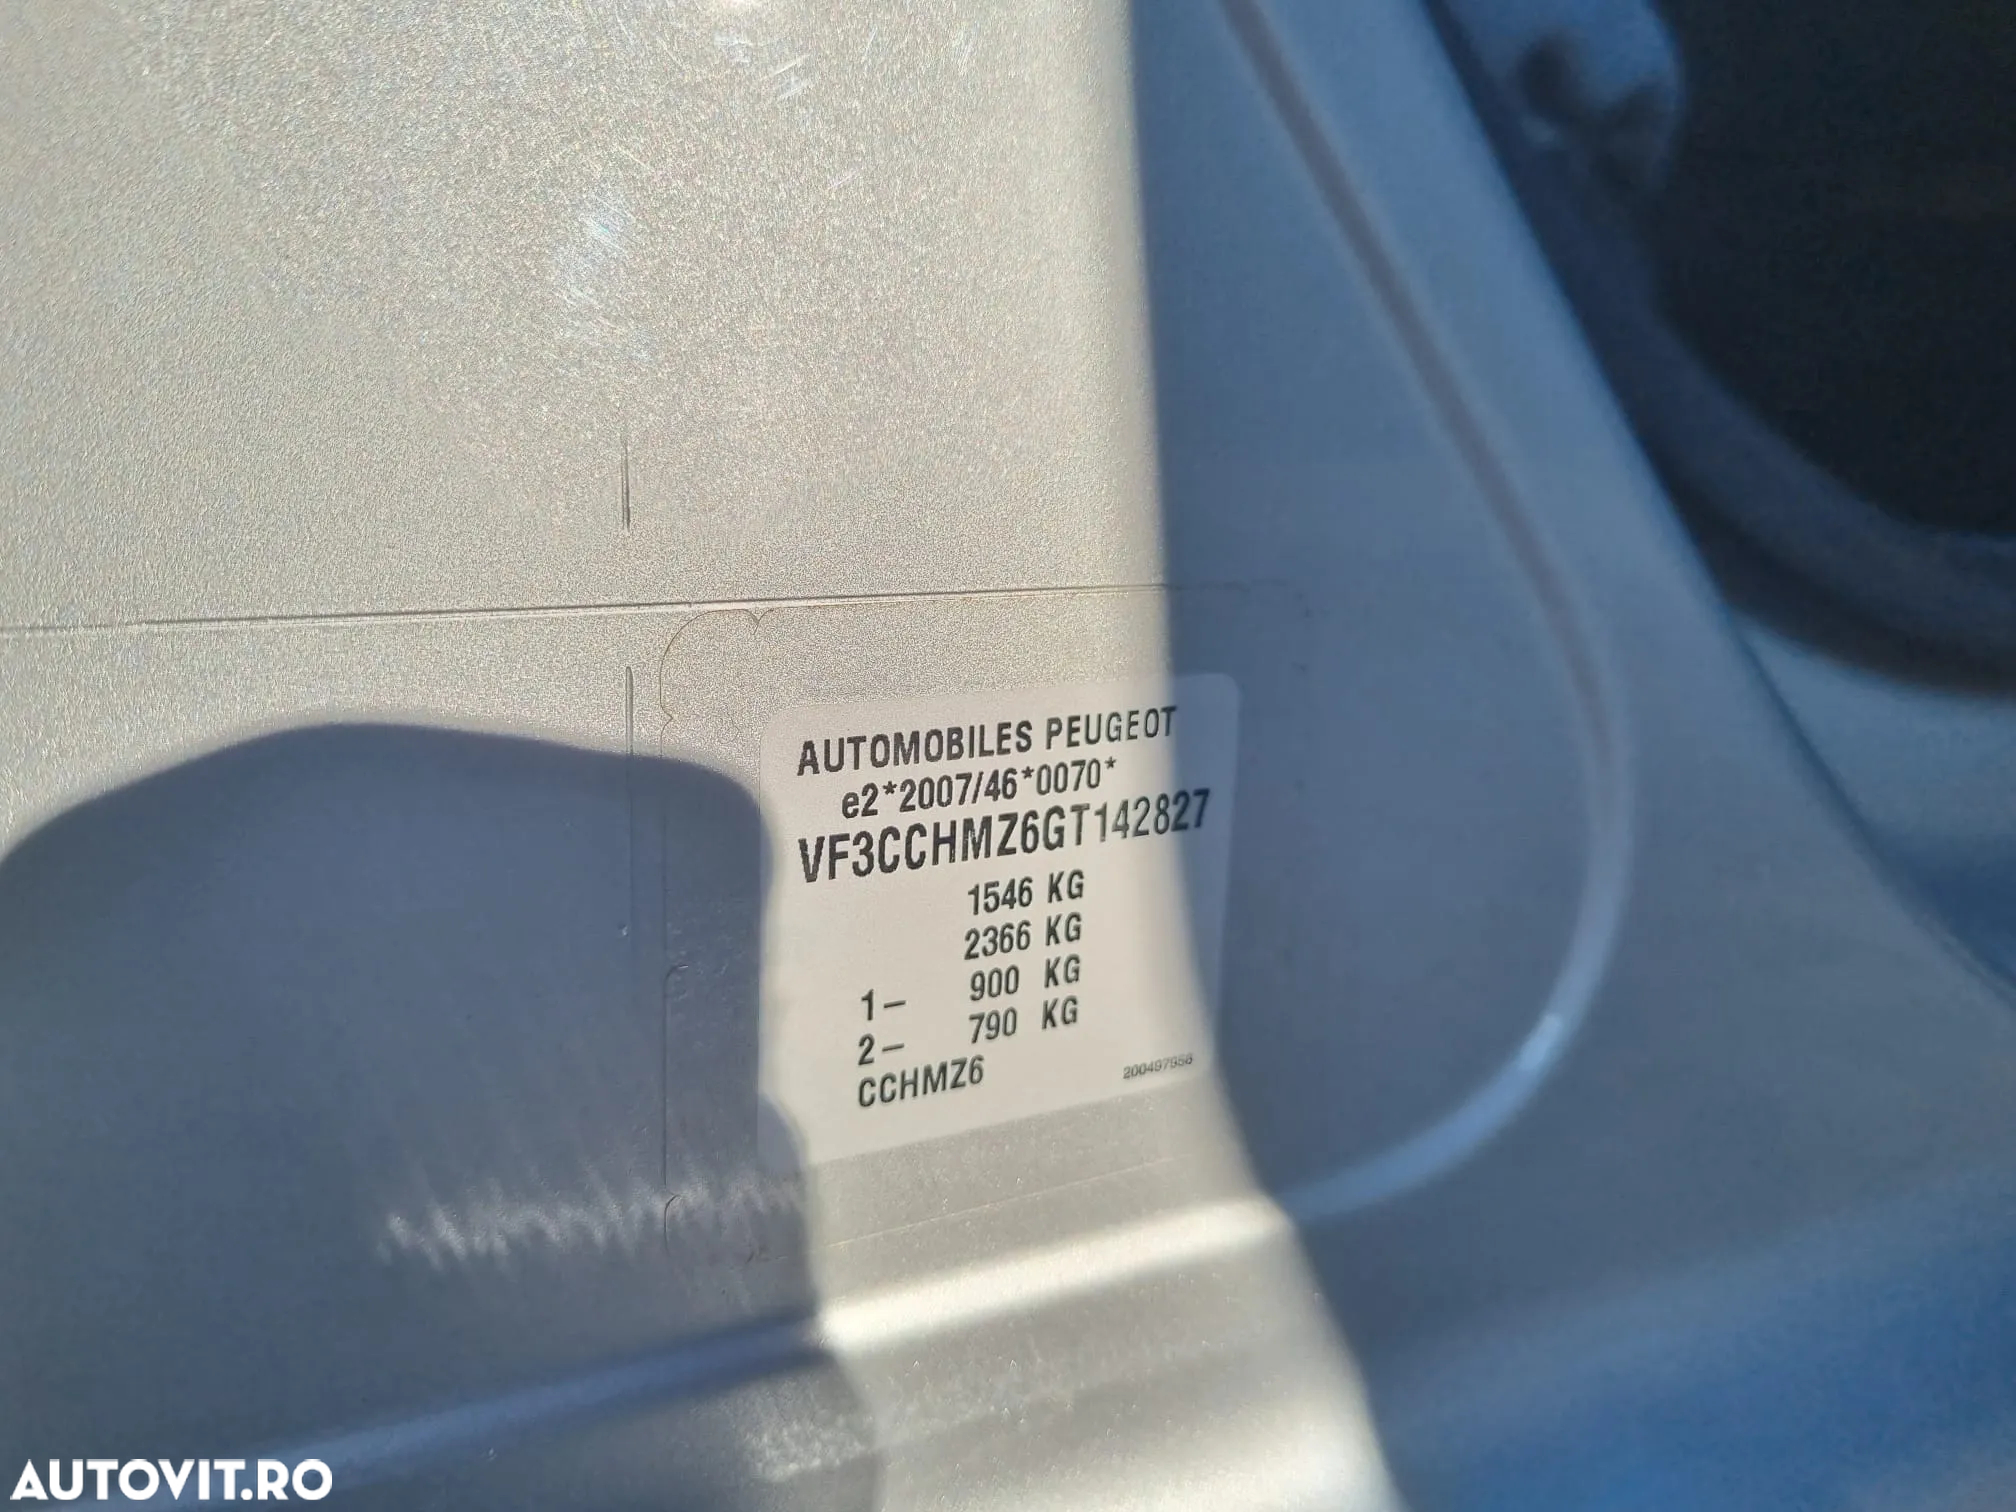 AUTOMOBILES PEUGEOT
e2*2007/46*0070*
VF3CCHMZ6GT142827
1546 KG
2366 KG
1- 900 KG
2- 790 KG
CCHMZ6
200497958
AUTOVIT.RO